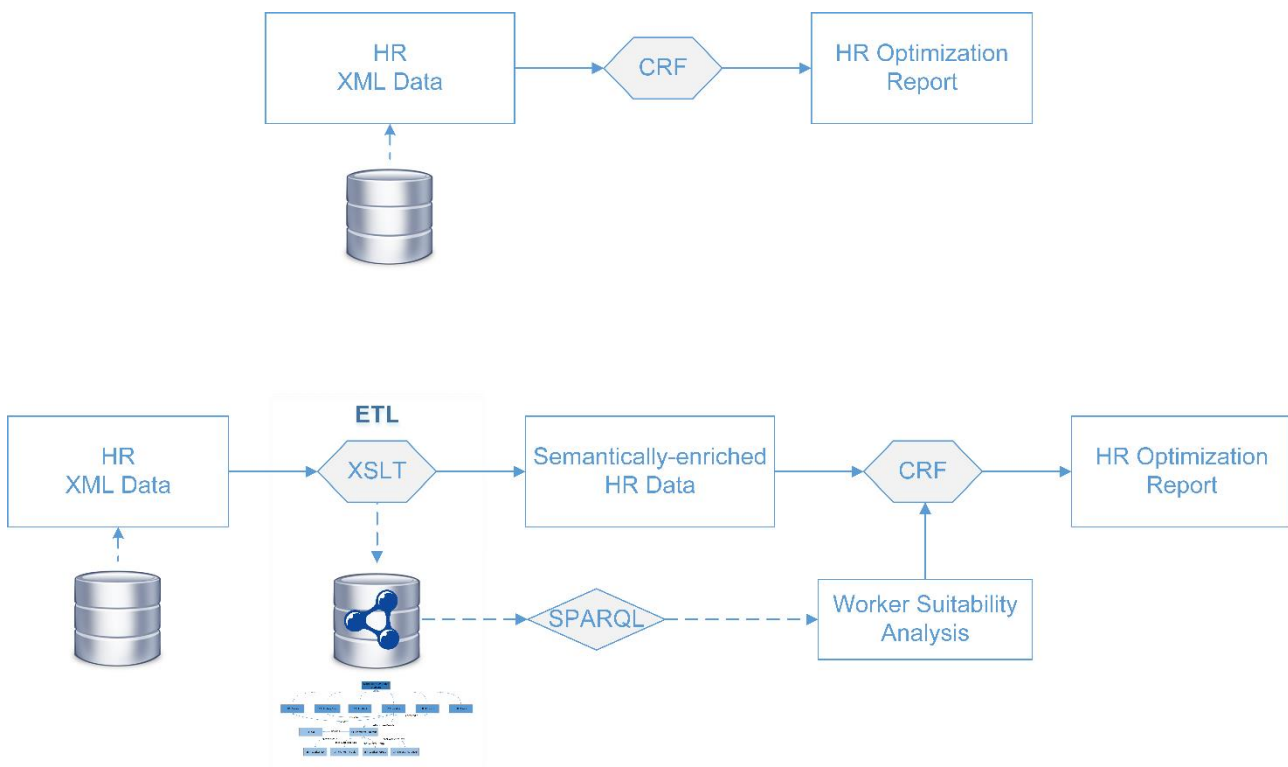 HR
XML Data
CRF
HR Optimization
Report
ETL
HR
XML Data
XSLT
Semantically-enriched
HR Data
CRF
HR Optimization
Report
SPARQL
Worker Suitability
Analysis